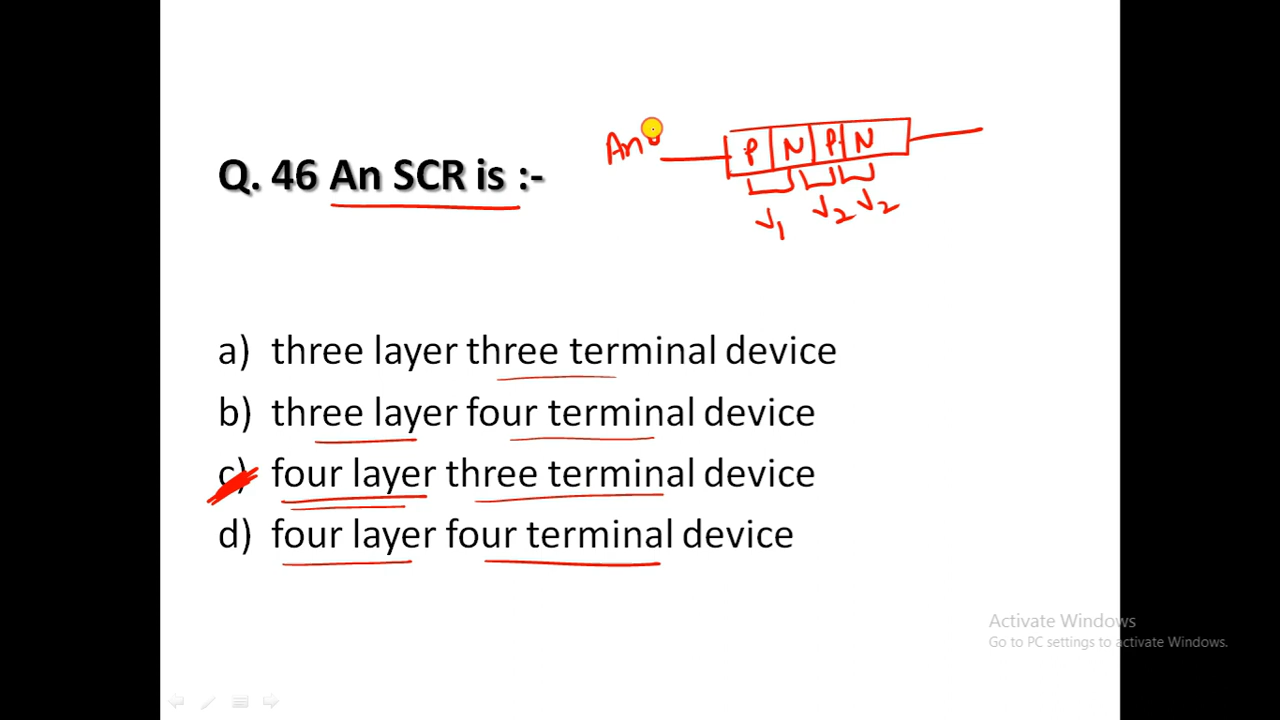 An
P N P N
J1 J2 J2
Q. 46 An SCR is :-
a) three layer three terminal device
b) three layer four terminal device
c) four layer three terminal device
d) four layer four terminal device
Activate Windows
Go to PC settings to activate Windows.